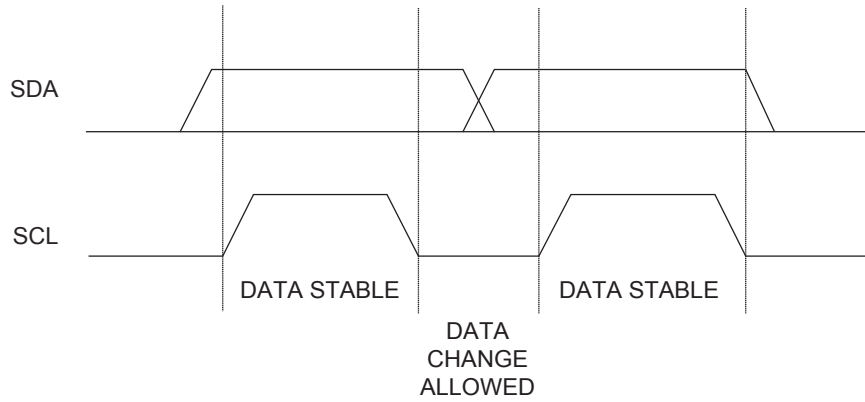 SDA
SCL
DATA STABLE
DATA STABLE
DATA
CHANGE
ALLOWED